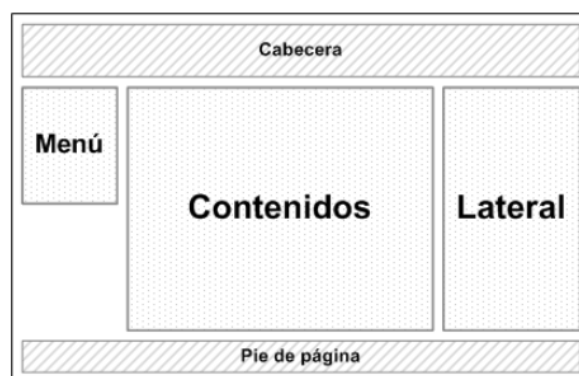 Cabecera
Menú
Contenidos
Lateral
Pie de página